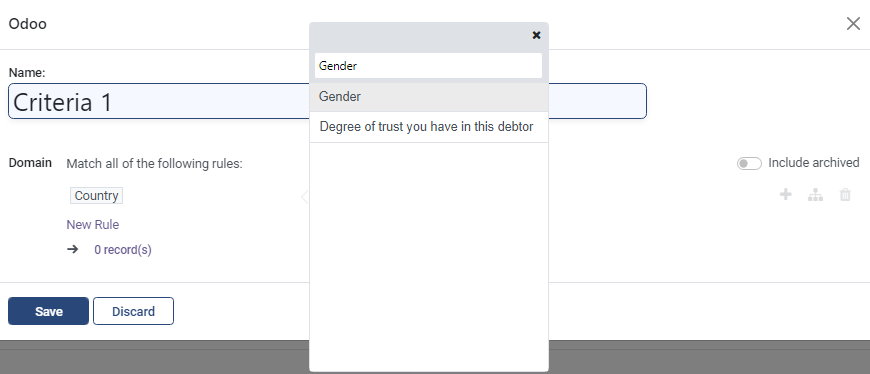 Odoo
Name:
Criteria 1
Gender
Gender
Degree of trust you have in this debtor
Domain
Match all of the following rules:
Include archived
Country
New Rule
0 record(s)
Save
Discard